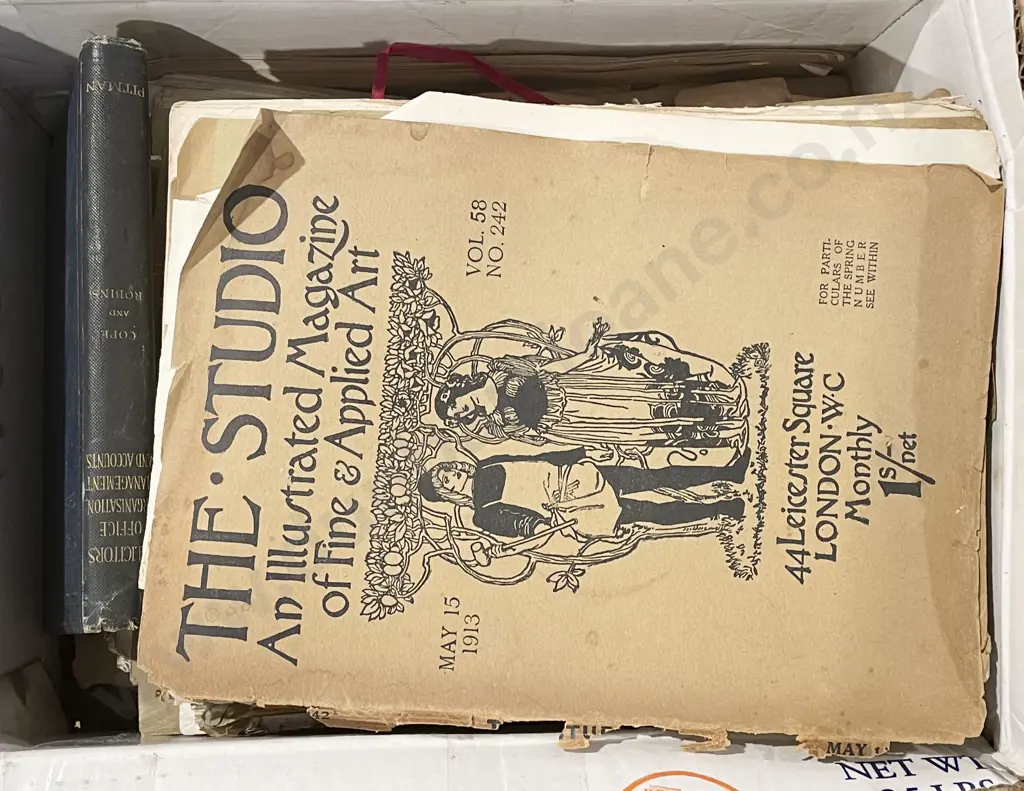 THE · STUDIO
An Illustrated Magazine
of Fine & Applied Art
VOL. 58
NO. 242
MAY 15
1913
FOR PARTI-
CULARS OF
THE SPRING
NUMBER
SEE WITHIN
44 Leicester Square
LONDON · W·C
Monthly
1s/- net
PITMAN
ROBINS
AND
COPE
AND ACCOUNTS
MANAGEMENT
OFFICE
42
MAY
NET WT